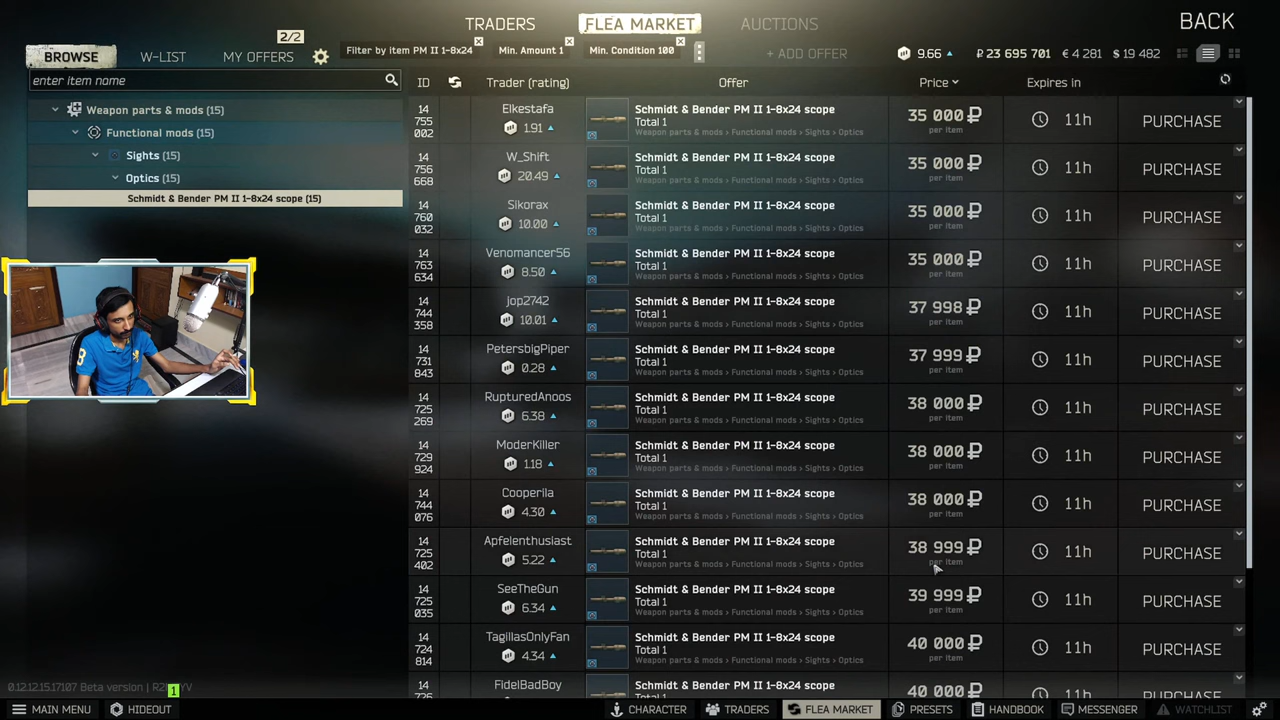 TRADERS
FLEA MARKET
AUCTIONS
BACK
2/2
BROWSE
W-LIST
MY OFFERS
Filter by item PM II 1-8x24
Min. Amount 1
Min. Condition 100
+ ADD OFFER
9.66
₽ 23 695 701
€ 4 281
$ 19 482
enter item name
ID
Trader (rating)
Offer
Price
Expires in
Weapon parts & mods (15)
Functional mods (15)
Sights (15)
Optics (15)
Schmidt & Bender PM II 1-8x24 scope (15)
14 755 002
Elkestafa
1.91
Schmidt & Bender PM II 1-8x24 scope
Total 1
Weapon parts & mods > Functional mods > Sights > Optics
35 000 ₽
per item
11h
PURCHASE
14 756 668
W_Shift
20.49
Schmidt & Bender PM II 1-8x24 scope
Total 1
Weapon parts & mods > Functional mods > Sights > Optics
35 000 ₽
per item
11h
PURCHASE
14 760 032
Sikorax
10.00
Schmidt & Bender PM II 1-8x24 scope
Total 1
Weapon parts & mods > Functional mods > Sights > Optics
35 000 ₽
per item
11h
PURCHASE
14 763 634
Venomancer56
8.50
Schmidt & Bender PM II 1-8x24 scope
Total 1
Weapon parts & mods > Functional mods > Sights > Optics
35 000 ₽
per item
11h
PURCHASE
14 744 358
jop2742
10.01
Schmidt & Bender PM II 1-8x24 scope
Total 1
Weapon parts & mods > Functional mods > Sights > Optics
37 998 ₽
per item
11h
PURCHASE
14 731 843
PetersbigPiper
0.28
Schmidt & Bender PM II 1-8x24 scope
Total 1
Weapon parts & mods > Functional mods > Sights > Optics
37 999 ₽
per item
11h
PURCHASE
14 725 269
RupturedAnoos
6.38
Schmidt & Bender PM II 1-8x24 scope
Total 1
Weapon parts & mods > Functional mods > Sights > Optics
38 000 ₽
per item
11h
PURCHASE
14 729 924
ModerKiller
1.18
Schmidt & Bender PM II 1-8x24 scope
Total 1
Weapon parts & mods > Functional mods > Sights > Optics
38 000 ₽
per item
11h
PURCHASE
14 744 076
Cooperila
4.30
Schmidt & Bender PM II 1-8x24 scope
Total 1
Weapon parts & mods > Functional mods > Sights > Optics
38 000 ₽
per item
11h
PURCHASE
14 725 402
Apfelenthusiast
5.22
Schmidt & Bender PM II 1-8x24 scope
Total 1
Weapon parts & mods > Functional mods > Sights > Optics
38 999 ₽
per item
11h
PURCHASE
14 725 035
SeeTheGun
6.34
Schmidt & Bender PM II 1-8x24 scope
Total 1
Weapon parts & mods > Functional mods > Sights > Optics
39 999 ₽
per item
11h
PURCHASE
14 724 814
TagillasOnlyFan
4.34
Schmidt & Bender PM II 1-8x24 scope
Total 1
Weapon parts & mods > Functional mods > Sights > Optics
40 000 ₽
per item
11h
PURCHASE
14
FidelBadBoy
Schmidt & Bender PM II 1-8x24 scope
40 000 ₽
11h
PURCHASE
0.12.12.15.17107 Beta version
1
MAIN MENU
HIDEOUT
CHARACTER
TRADERS
FLEA MARKET
PRESETS
HANDBOOK
MESSENGER
WATCHLIST